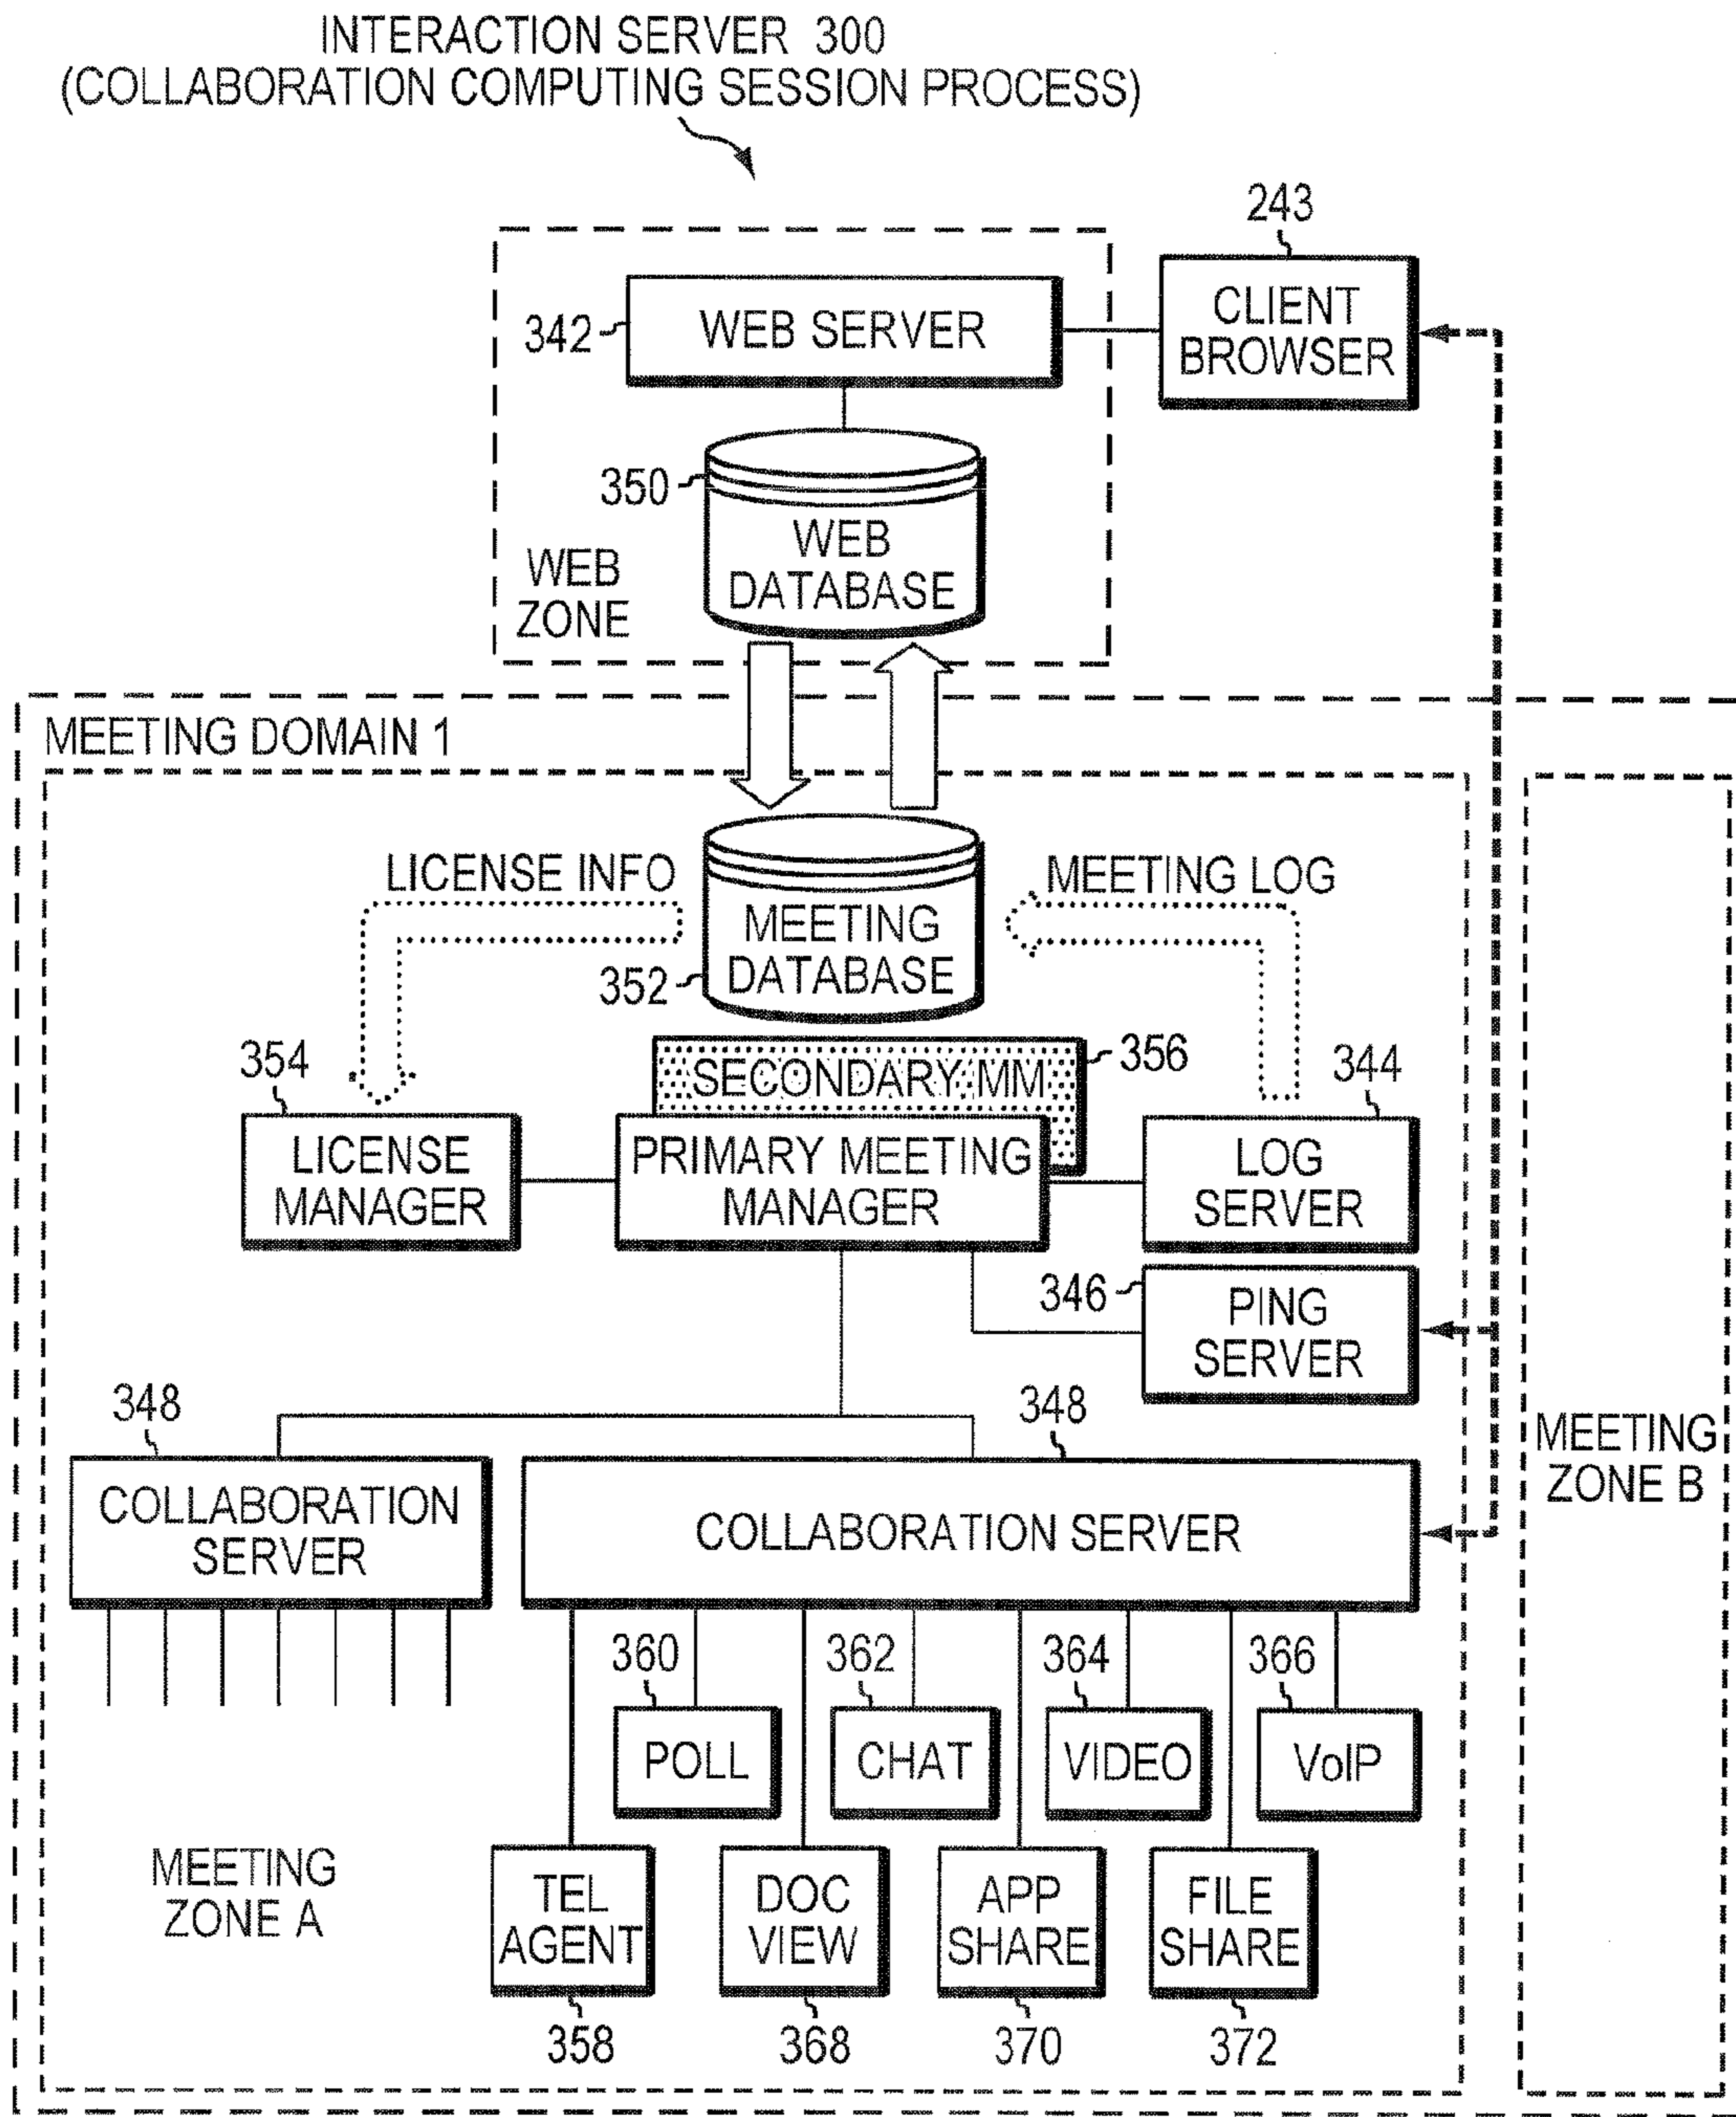 INTERACTION SERVER 300
(COLLABORATION COMPUTING SESSION PROCESS)
243
342
WEB SERVER
CLIENT
BROWSER
350
WEB
DATABASE
WEB
ZONE
MEETING DOMAIN 1
LICENSE INFO
MEETING LOG
MEETING
DATABASE
352
354
SECONDARY MM
356
344
LICENSE
MANAGER
PRIMARY MEETING
MANAGER
LOG
SERVER
346
PING
SERVER
348
348
MEETING
ZONE B
COLLABORATION
SERVER
COLLABORATION SERVER
360
362
364
366
POLL
CHAT
VIDEO
VoIP
MEETING
ZONE A
TEL
AGENT
DOC
VIEW
APP
SHARE
FILE
SHARE
358
368
370
372